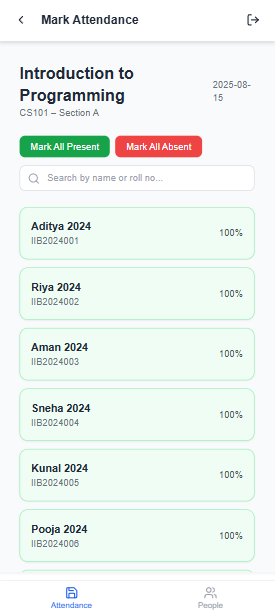 Mark Attendance
Introduction to
Programming
2025-08-
15
CS101 – Section A
Mark All Present
Mark All Absent
Search by name or roll no...
Aditya 2024
IIB2024001
100%
Riya 2024
IIB2024002
100%
Aman 2024
IIB2024003
100%
Sneha 2024
IIB2024004
100%
Kunal 2024
IIB2024005
100%
Pooja 2024
IIB2024006
100%
Attendance
People